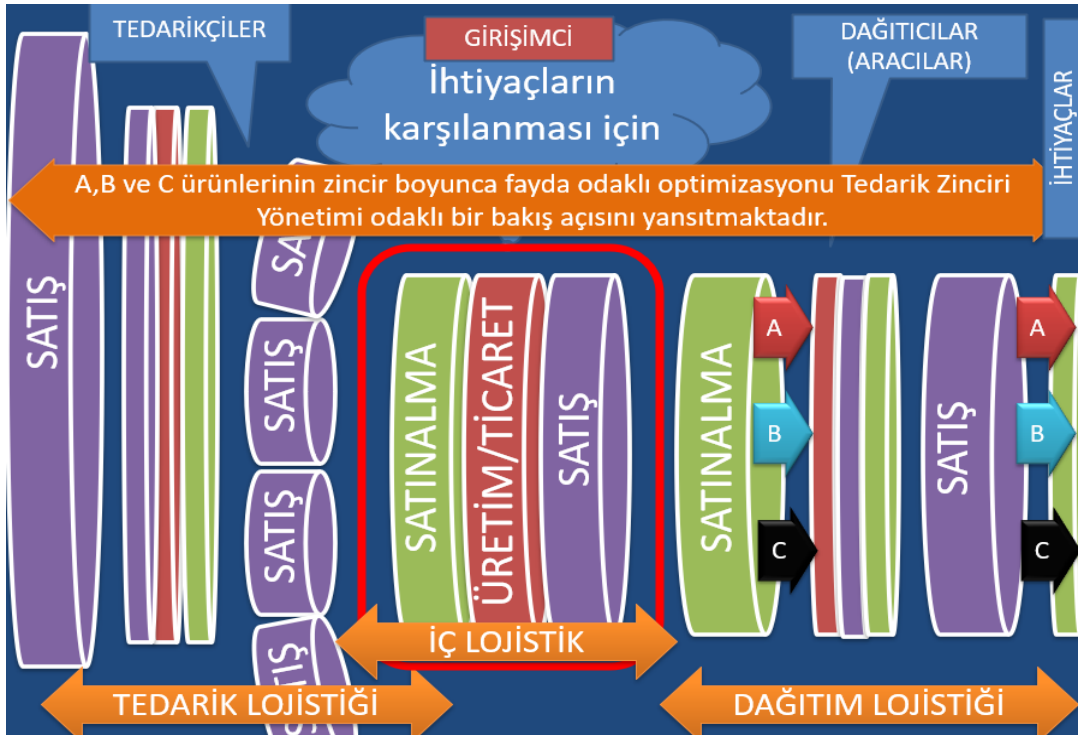 TEDARİKÇİLER
GİRİŞİMCİ
İhtiyaçların
karşılanması için
DAĞITICILAR
(ARACILAR)
İHTİYAÇLAR
A,B ve C ürünlerinin zincir boyunca fayda odaklı optimizasyonu Tedarik Zinciri
Yönetimi odaklı bir bakış açısını yansıtmaktadır.
SATIŞ
SATIŞ
SATIŞ
SATINALMA
ÜRETİM/TİCARET
SATIŞ
SATINALMA
A
B
C
SATIŞ
A
B
C
İÇ LOJİSTİK
TEDARİK LOJİSTİĞİ
DAĞITIM LOJİSTİĞİ